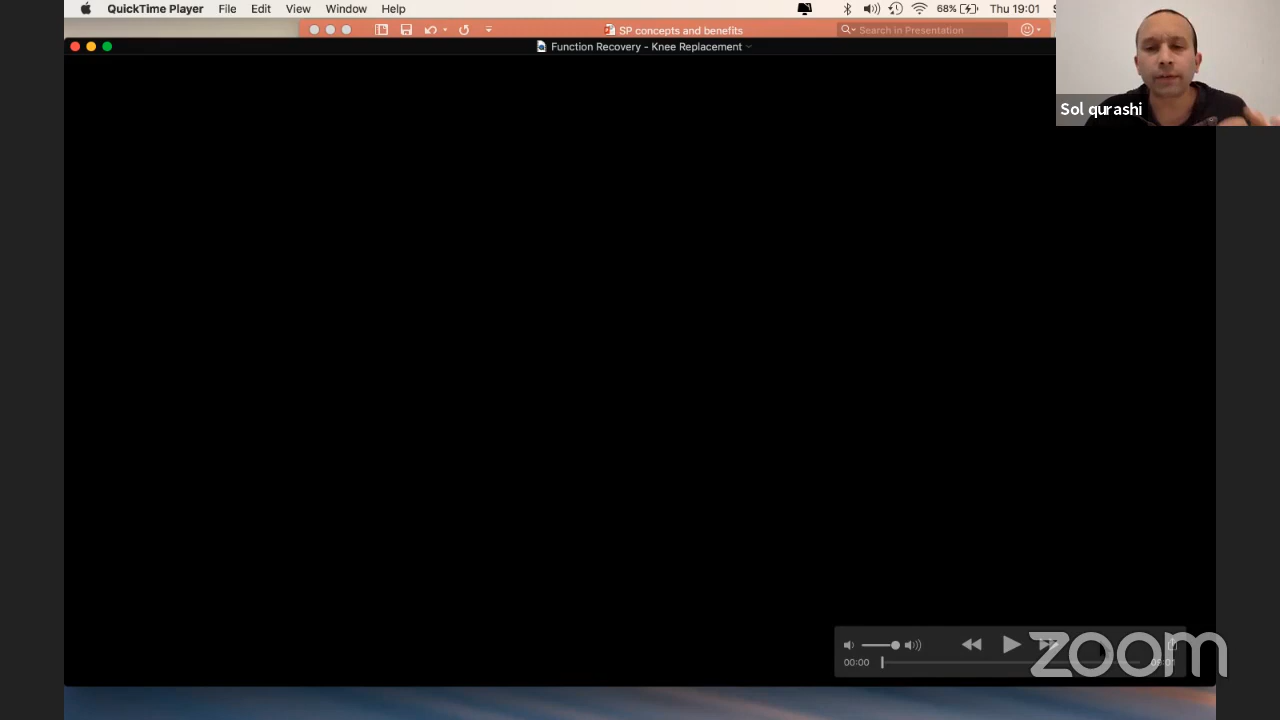 QuickTime Player File Edit View Window Help 68% Thu 19:01
SP concepts and benefits Search in Presentation
Function Recovery - Knee Replacement
Sol qurashi
00:00
zoom